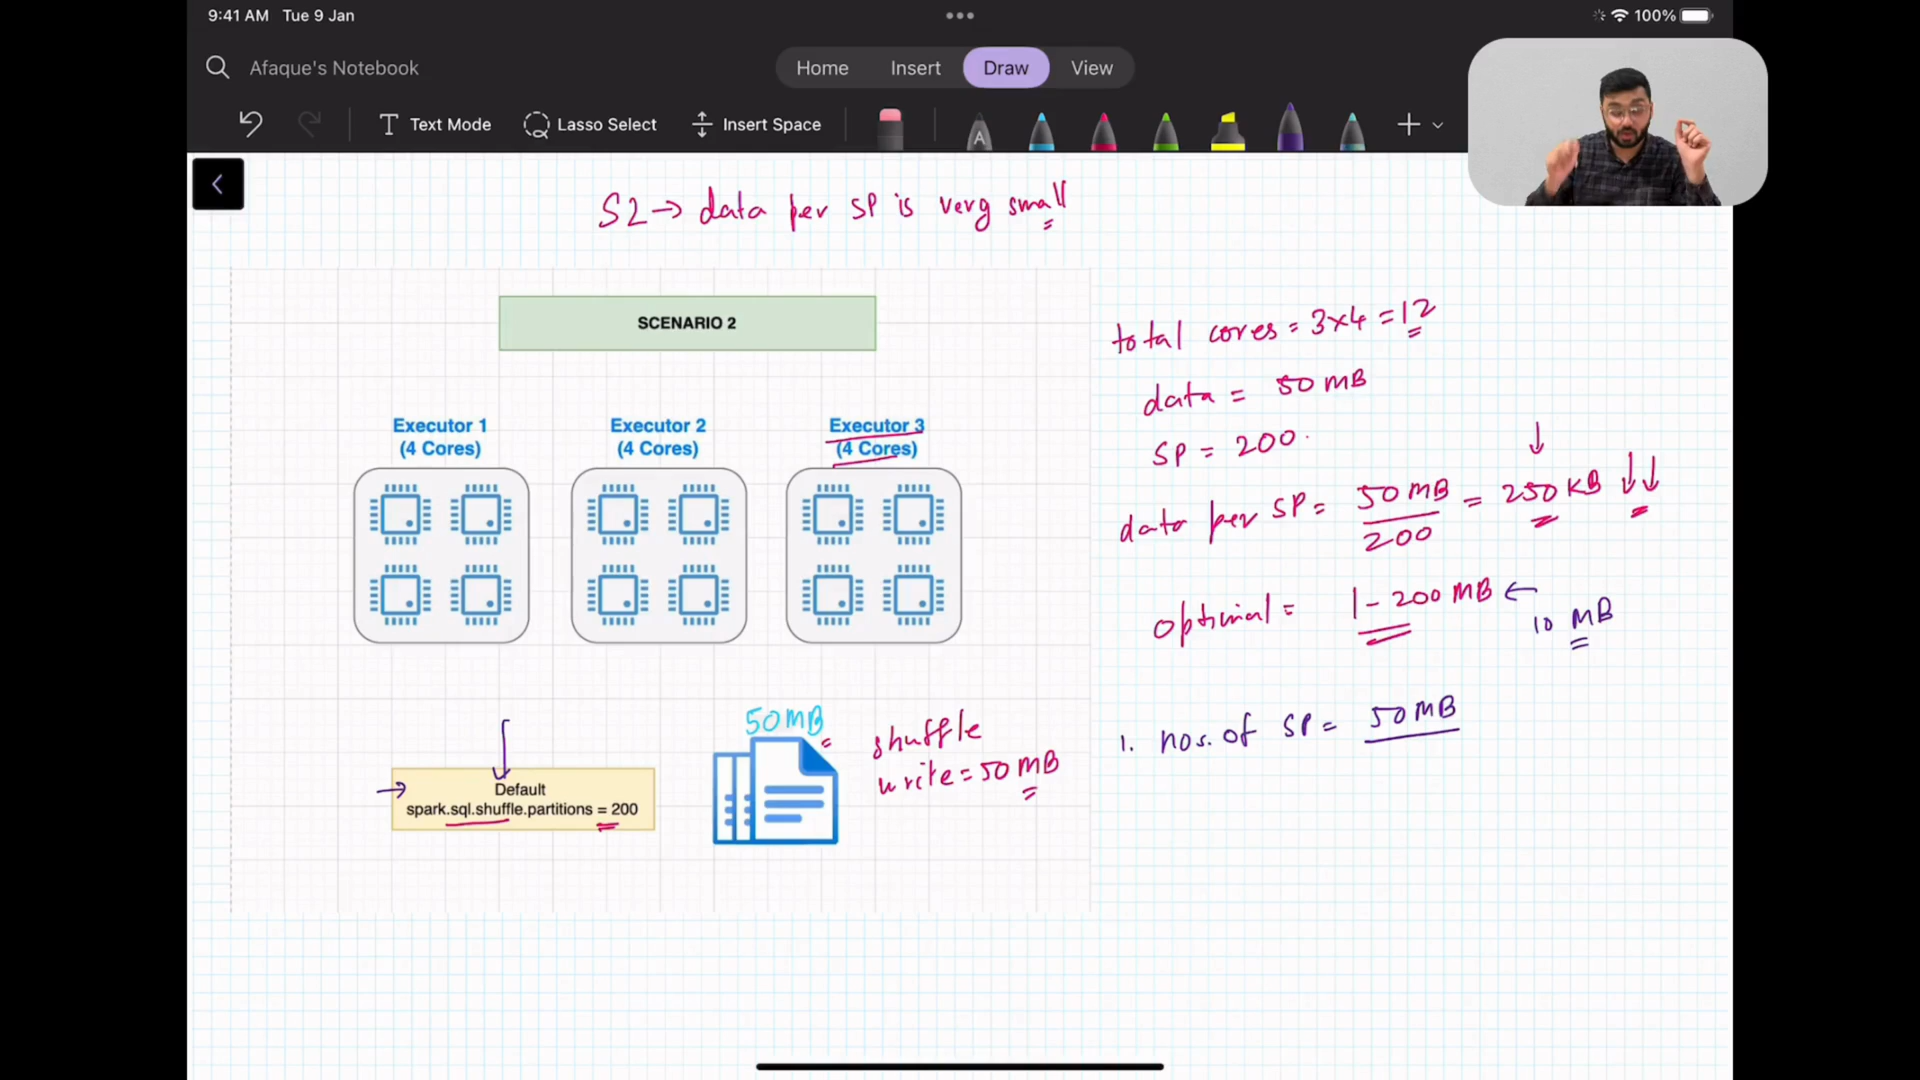 9:41 AM Tue 9 Jan
100%
Afaque's Notebook
Home Insert Draw View
Text Mode Lasso Select Insert Space
A
S2 → data per SP is very small
SCENARIO 2
Executor 1
(4 Cores)
Executor 2
(4 Cores)
Executor 3
(4 Cores)
Default
spark.sql.shuffle.partitions = 200
50MB
shuffle
write = 50 MB
total cores = 3x4 = 12
data = 50 MB
SP = 200
data per SP = 50 MB / 200 = 250 KB ↓↓
optimal = 1 - 200 MB ←
10 MB
1. nos. of SP = 50 MB